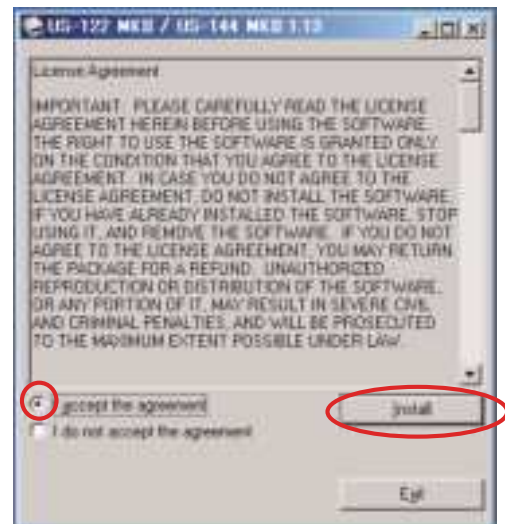 US-122 MKII / US-144 MKII 1.13
License Agreement
IMPORTANT. PLEASE CAREFULLY READ THE LICENSE
AGREEMENT HEREIN BEFORE USING THE SOFTWARE.
THE RIGHT TO USE THE SOFTWARE IS GRANTED ONLY
ON THE CONDITION THAT YOU AGREE TO THE LICENSE
AGREEMENT. IN CASE YOU DO NOT AGREE TO THE
LICENSE AGREEMENT, DO NOT INSTALL THE SOFTWARE.
IF YOU HAVE ALREADY INSTALLED THE SOFTWARE, STOP
USING IT, AND REMOVE THE SOFTWARE. IF YOU DO NOT
AGREE TO THE LICENSE AGREEMENT, YOU MAY RETURN
THE PACKAGE FOR A REFUND. UNAUTHORIZED
REPRODUCTION OR DISTRIBUTION OF THE SOFTWARE,
OR ANY PORTION OF IT, MAY RESULT IN SEVERE CIVIL
AND CRIMINAL PENALTIES, AND WILL BE PROSECUTED
TO THE MAXIMUM EXTENT POSSIBLE UNDER LAW.
I accept the agreement
Install
I do not accept the agreement
Exit